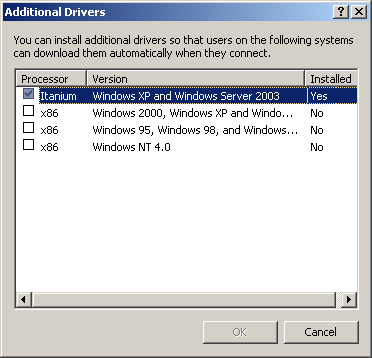 Additional Drivers
You can install additional drivers so that users on the following systems
can download them automatically when they connect.
Processor Version Installed
Itanium Windows XP and Windows Server 2003 Yes
x86 Windows 2000, Windows XP and Windo... No
x86 Windows 95, Windows 98, and Windows... No
x86 Windows NT 4.0 No
OK Cancel